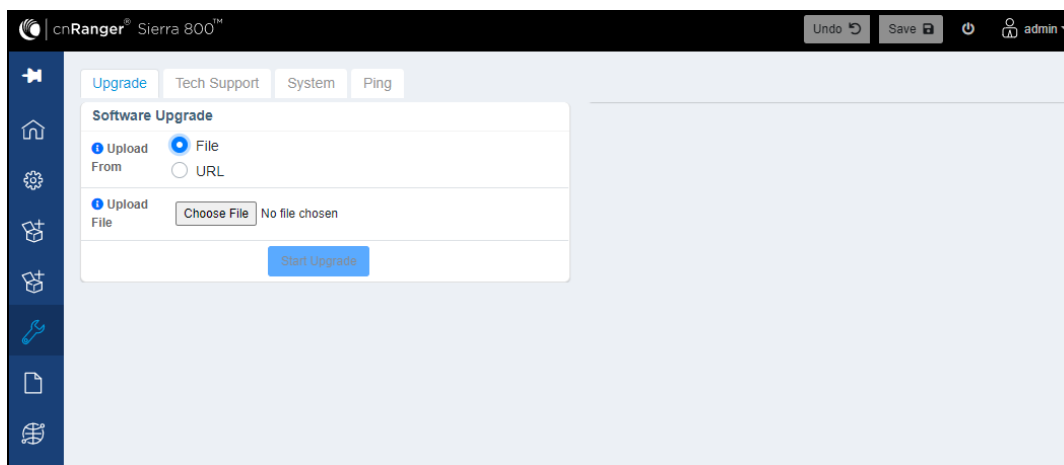 cnRanger® Sierra 800™
Undo Save admin
Upgrade Tech Support System Ping
Software Upgrade
Upload From
File
URL
Upload File
Choose File No file chosen
Start Upgrade